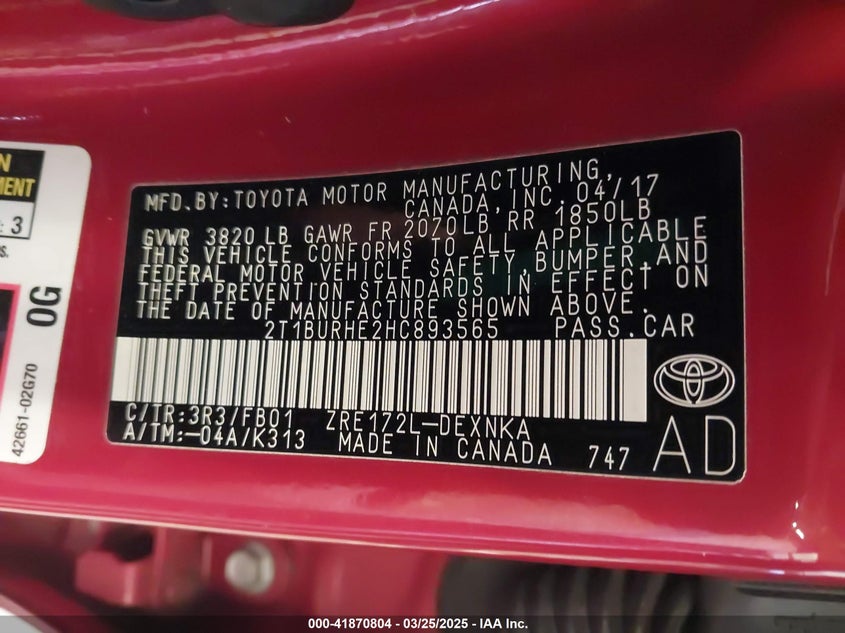 MFD.BY:TOYOTA MOTOR MANUFACTURING,
CANADA,INC.04/17
GVWR 3820 LB GAWR FR 2070LB RR 1850LB
THIS VEHICLE CONFORMS TO ALL APPLICABLE
FEDERAL MOTOR VEHICLE SAFETY,BUMPER,AND
THEFT PREVENTION STANDARDS IN EFFECT ON
THE DATE OF MANUFACTURE SHOWN ABOVE.
2T1BURHE2HC893565 PASS.CAR
C/TR:3R3/FB01 ZRE172L-DEXNKA
A/TM:-04A/K313 MADE IN CANADA 747
AD
: 3
0G
42661-02G70
000-41870804 - 03/25/2025 - IAA Inc.